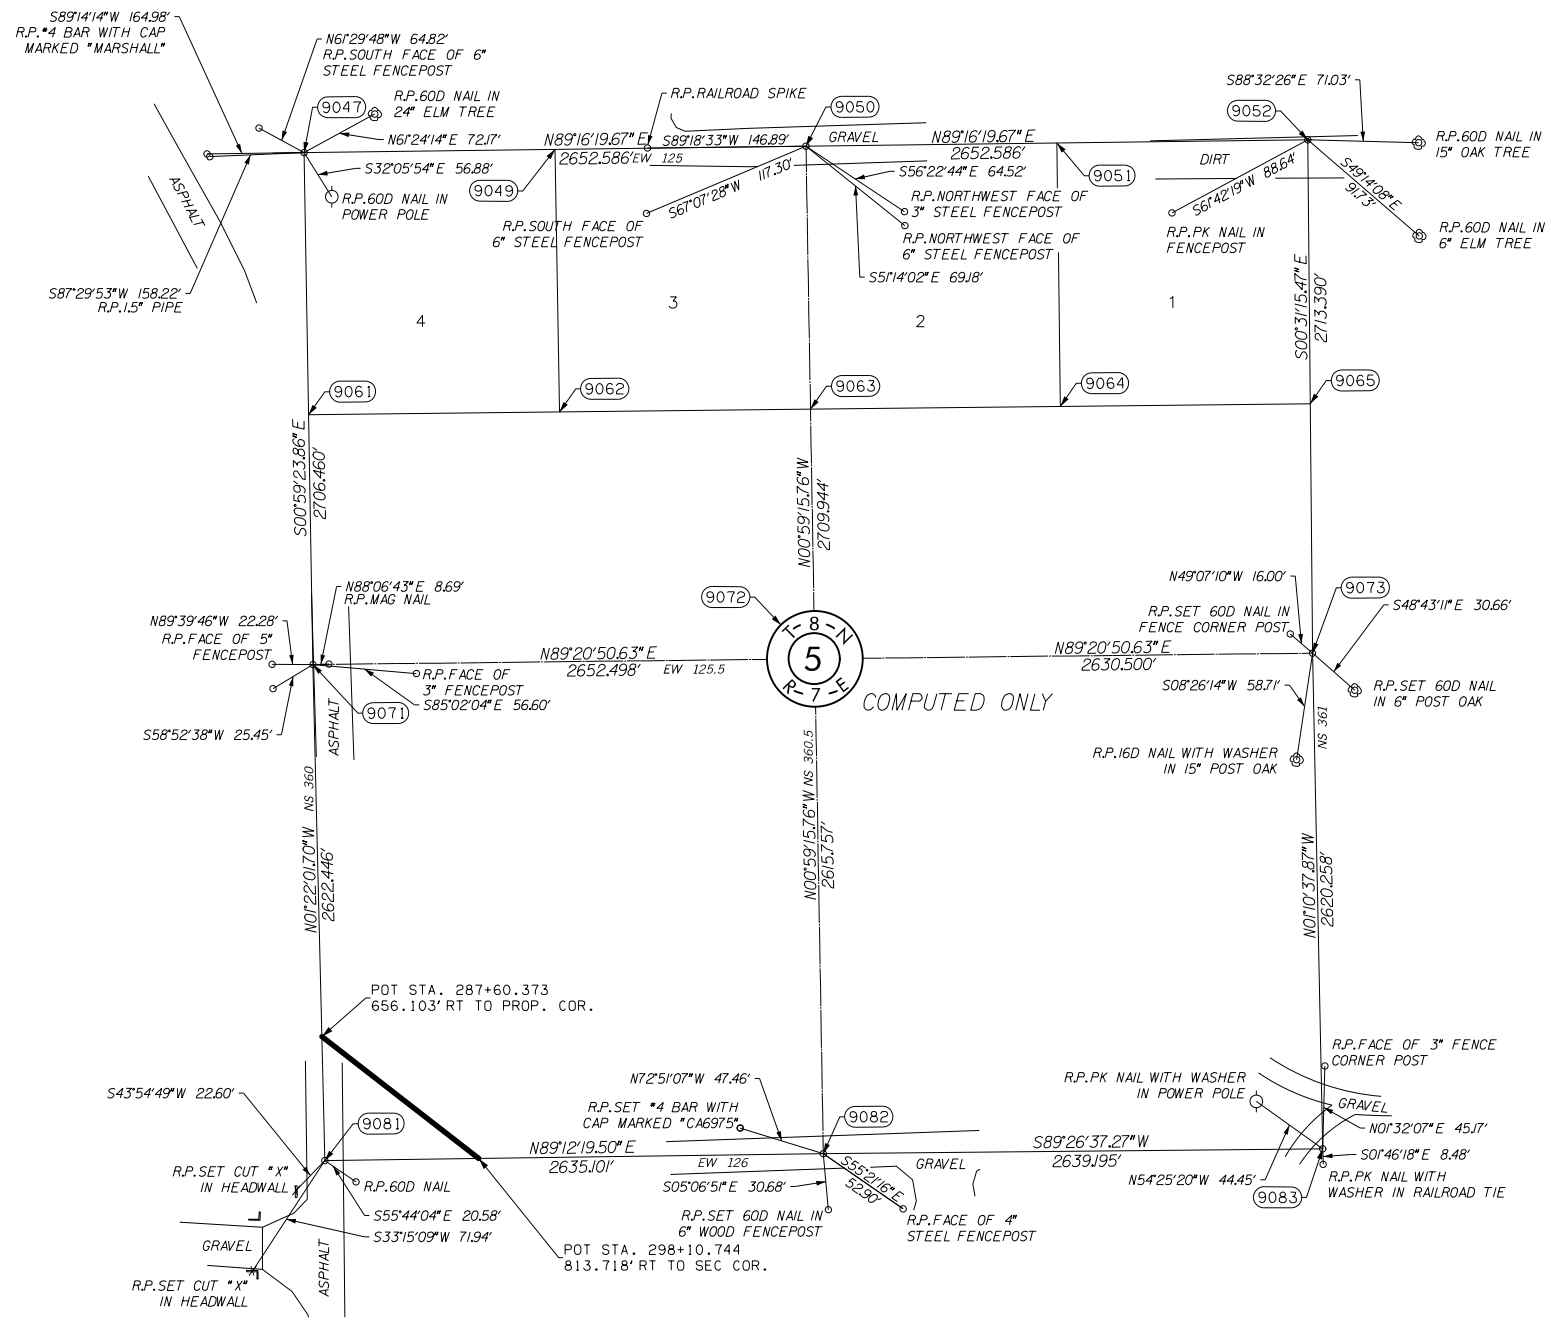 S89°14'14"W 164.98'
R.P. #4 BAR WITH CAP
MARKED "MARSHALL"
N61°29'48"W 64.82'
R.P. SOUTH FACE OF 6"
STEEL FENCEPOST
9047
R.P. 60D NAIL IN
24" ELM TREE
N61°24'14"E 72.17'
S32°05'54"E 56.88'
R.P. 60D NAIL IN
POWER POLE
ASPHALT
S87°29'53"W 158.22'
R.P. 1.5" PIPE
R.P. RAILROAD SPIKE
9050
N89°16'19.67"E
2652.586'
EW 125
S89°18'33"W 146.89'
GRAVEL
9049
S67°07'28"W 117.30'
R.P. SOUTH FACE OF
6" STEEL FENCEPOST
N89°16'19.67"E
2652.586'
S56°22'44"E 64.52'
R.P. NORTHWEST FACE OF
3" STEEL FENCEPOST
R.P. NORTHWEST FACE OF
6" STEEL FENCEPOST
S51°14'02"E 69.18'
9051
9052
S88°32'26"E 71.03'
R.P. 60D NAIL IN
15" OAK TREE
DIRT
S61°42'19"W 88.64'
R.P. PK NAIL IN
FENCEPOST
S49°14'08"E
91.73'
R.P. 60D NAIL IN
6" ELM TREE
4
3
2
1
S00°31'15.47"E
2713.390'
9061
9062
9063
9064
9065
S00°59'23.86"E
2706.460'
N00°59'15.76"W
2709.944'
N88°06'43"E 8.69'
R.P. MAG NAIL
N89°39'46"W 22.28'
R.P. FACE OF 5"
FENCEPOST
S58°52'38"W 25.45'
R.P. FACE OF
3" FENCEPOST
S85°02'04"E 56.60'
9071
ASPHALT
N89°20'50.63"E
2652.498'
EW 125.5
9072
T-8-N
5
R-7-E
COMPUTED ONLY
N89°20'50.63"E
2630.500'
N49°07'10"W 16.00'
R.P. SET 60D NAIL IN
FENCE CORNER POST
9073
S48°43'11"E 30.66'
R.P. SET 60D NAIL
IN 6" POST OAK
S08°26'14"W 58.71'
R.P. 16D NAIL WITH WASHER
IN 15" POST OAK
NS 361
N01°22'01.70"W NS 360
2622.446'
N00°59'15.76"W NS 360.5
2615.757'
N01°10'37.87"W
2620.258'
POT STA. 287+60.373
656.103' RT TO PROP. COR.
S43°54'49"W 22.60'
9081
R.P. SET CUT "X"
IN HEADWALL
R.P. 60D NAIL
S55°44'04"E 20.58'
S33°15'09"W 71.94'
GRAVEL
R.P. SET CUT "X"
IN HEADWALL
ASPHALT
N89°12'19.50"E
2635.101'
POT STA. 298+10.744
813.718' RT TO SEC COR.
N72°51'07"W 47.46'
R.P. SET #4 BAR WITH
CAP MARKED "CA6975"
9082
EW 126
S05°06'51"E 30.68'
R.P. SET 60D NAIL IN
6" WOOD FENCEPOST
S55°21'16"E
52.90'
R.P. FACE OF 4"
STEEL FENCEPOST
GRAVEL
S89°26'37.27"W
2639.195'
R.P. FACE OF 3" FENCE
CORNER POST
R.P. PK NAIL WITH WASHER
IN POWER POLE
GRAVEL
N01°32'07"E 45.17'
S01°46'18"E 8.48'
N54°25'20"W 44.45'
9083
R.P. PK NAIL WITH
WASHER IN RAILROAD TIE